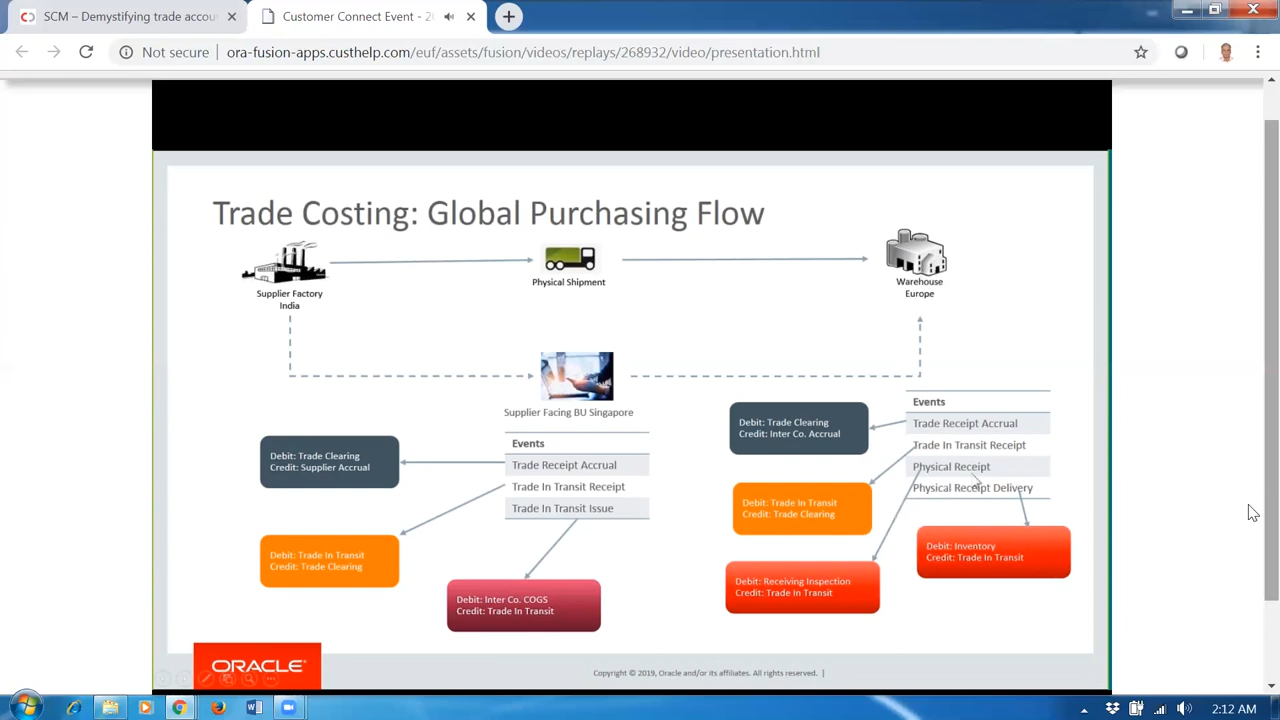 SCM – Demystifying trade accou
Customer Connect Event - 2
Not secure
ora-fusion-apps.custhelp.com/euf/assets/fusion/videos/replays/268932/video/presentation.html
Trade Costing: Global Purchasing Flow
Supplier Factory
India
Physical Shipment
Warehouse
Europe
Supplier Facing BU Singapore
Events
Trade Receipt Accrual
Trade In Transit Receipt
Trade In Transit Issue
Debit: Trade Clearing
Credit: Supplier Accrual
Debit: Trade In Transit
Credit: Trade Clearing
Debit: Inter Co. COGS
Credit: Trade In Transit
Events
Trade Receipt Accrual
Trade In Transit Receipt
Physical Receipt
Physical Receipt Delivery
Debit: Trade Clearing
Credit: Inter Co. Accrual
Debit: Trade In Transit
Credit: Trade Clearing
Debit: Receiving Inspection
Credit: Trade In Transit
Debit: Inventory
Credit: Trade In Transit
ORACLE®
Copyright © 2019, Oracle and/or its affiliates. All rights reserved. |
2:12 AM